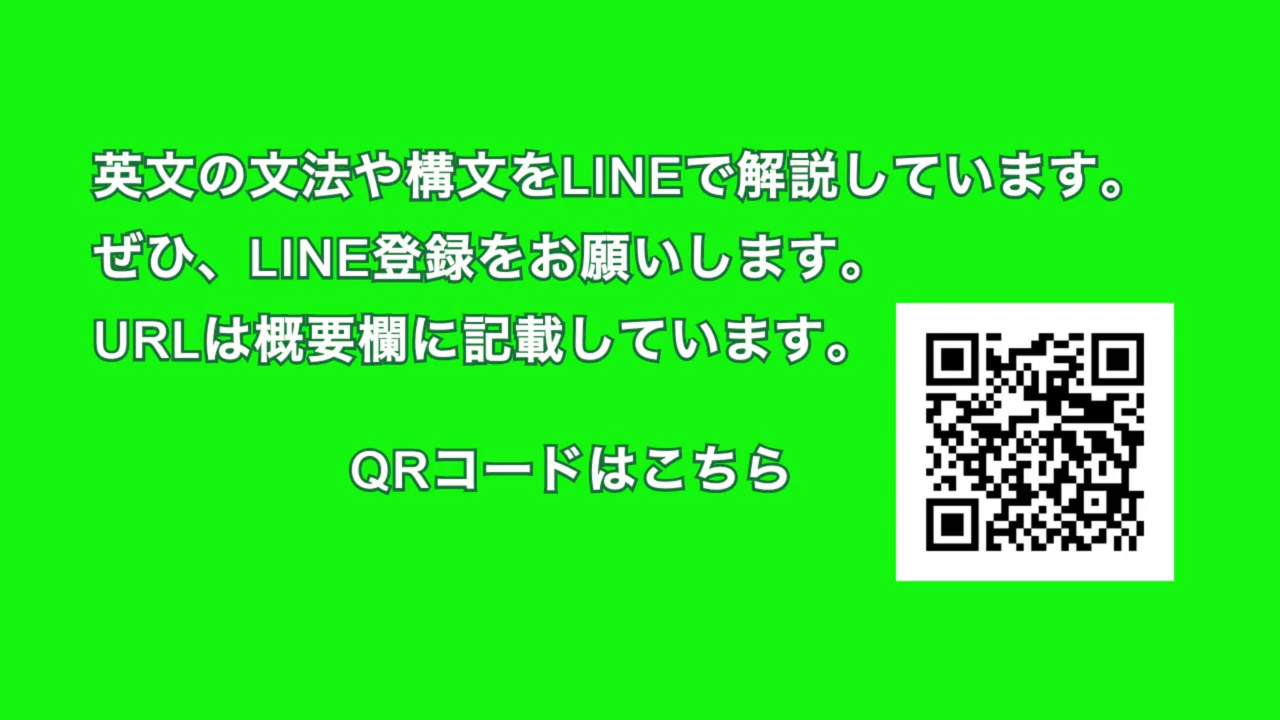 英文の文法や構文をLINEで解説しています。
ぜひ、LINE登録をお願いします。
URLは概要欄に記載しています。
QRコードはこちら